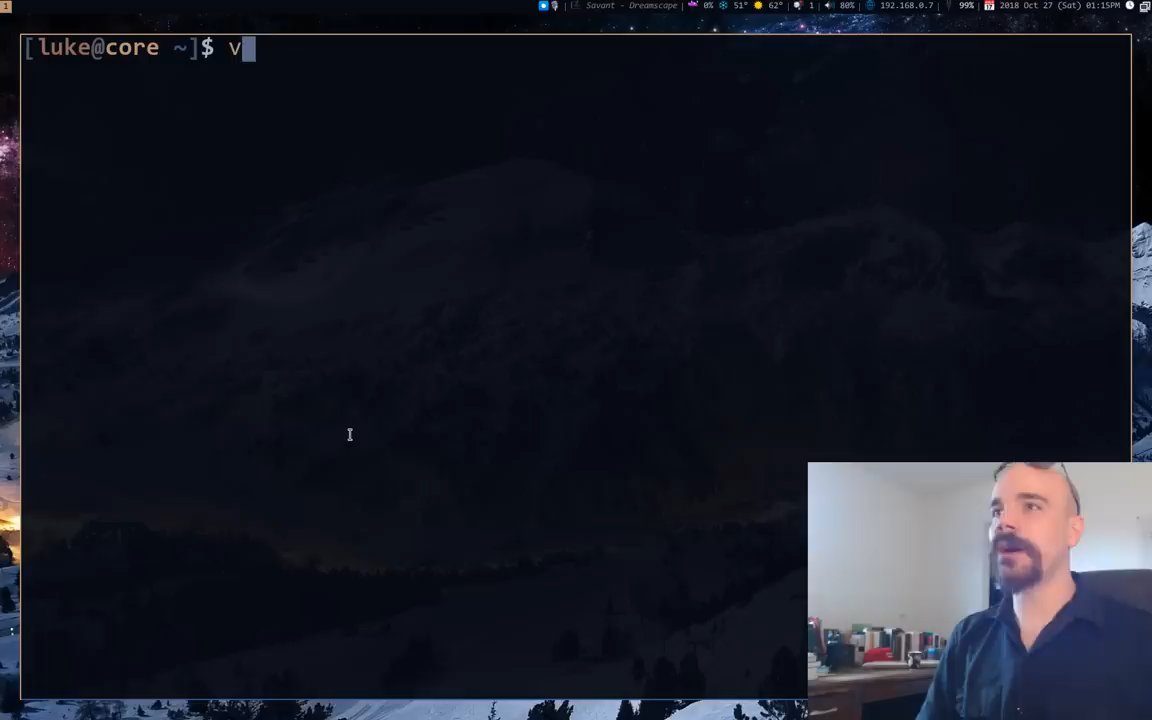 1 | Savant - Dreamscape | 0% 51° | 62° | 1 | 80% | 192.168.0.7 | 99% | 2018 Oct 27 (Sat) 01:15PM
[luke@core ~]$ v